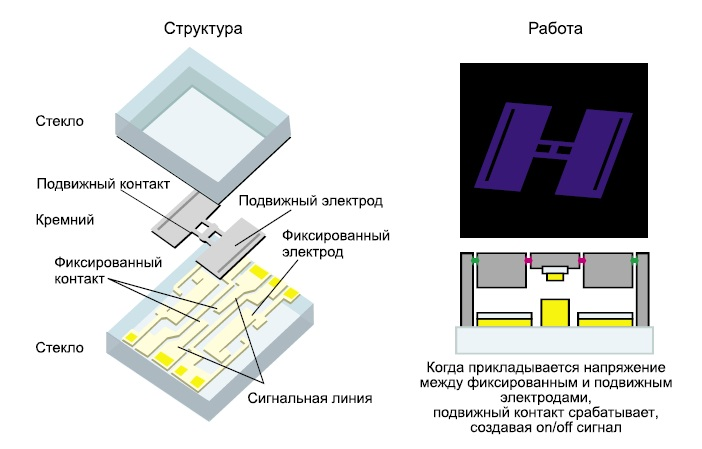 Структура
Работа
Стекло
Подвижный контакт
Подвижный электрод
Кремний
Фиксированный
электрод
Фиксированный
контакт
Стекло
Сигнальная линия
Когда прикладывается напряжение
между фиксированным и подвижным
электродами,
подвижный контакт срабатывает,
создавая on/off сигнал